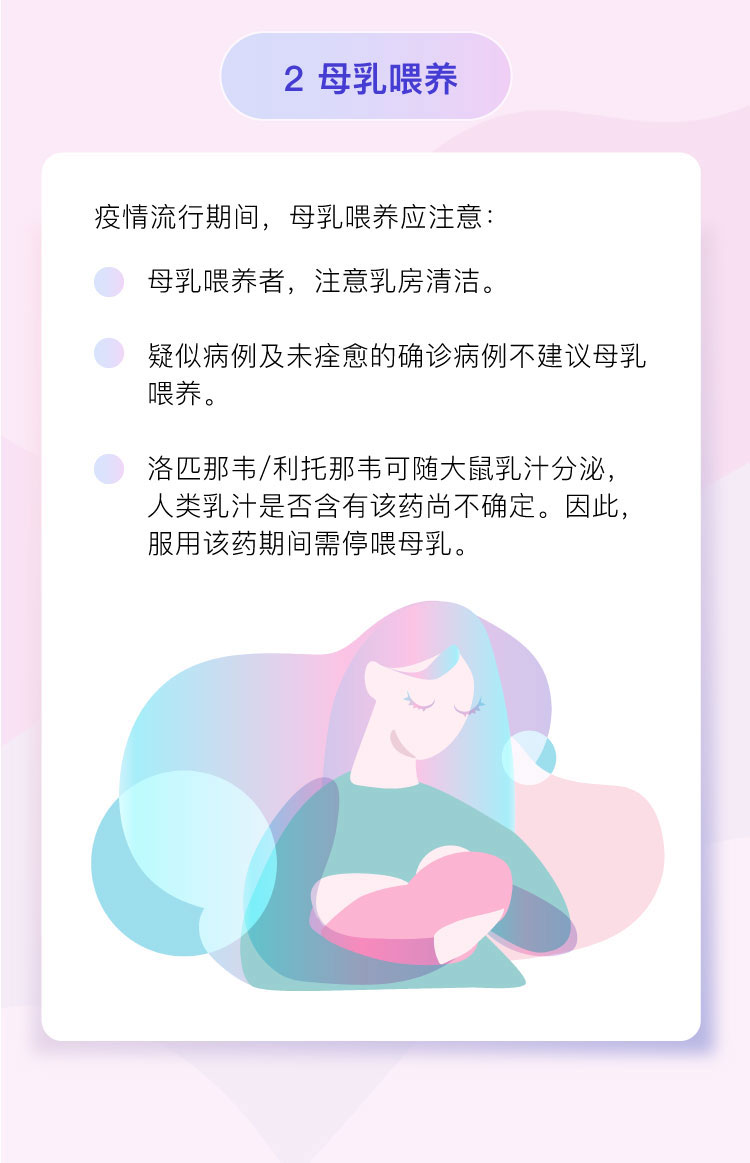 2 母乳喂养
疫情流行期间，母乳喂养应注意：
母乳喂养者，注意乳房清洁。
疑似病例及未痊愈的确诊病例不建议母乳
喂养。
洛匹那韦/利托那韦可随大鼠乳汁分泌，
人类乳汁是否含有该药尚不确定。因此，
服用该药期间需停喂母乳。